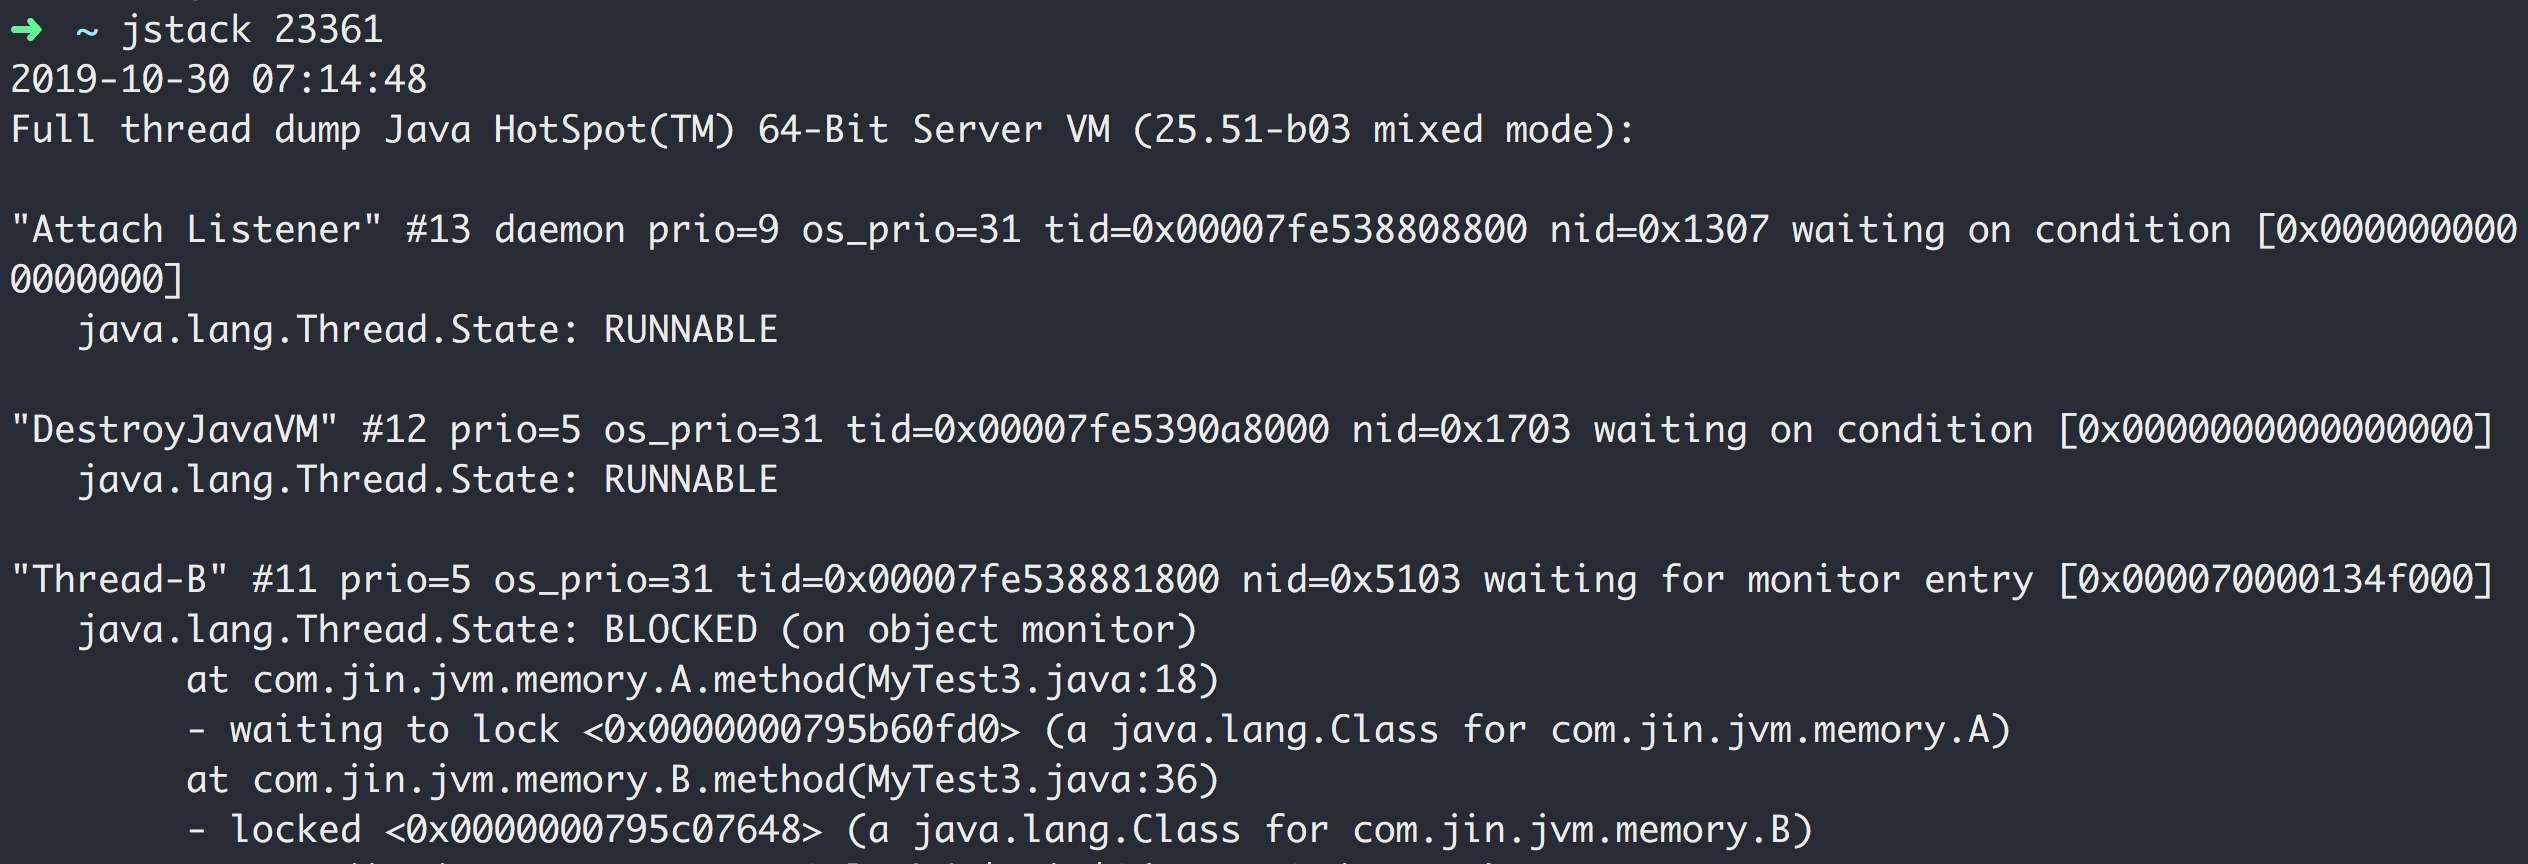 ➜ ~ jstack 23361
2019-10-30 07:14:48
Full thread dump Java HotSpot(TM) 64-Bit Server VM (25.51-b03 mixed mode):
"Attach Listener" #13 daemon prio=9 os_prio=31 tid=0x00007fe538808800 nid=0x1307 waiting on condition [0x000000000
0000000]
java.lang.Thread.State: RUNNABLE
"DestroyJavaVM" #12 prio=5 os_prio=31 tid=0x00007fe5390a8000 nid=0x1703 waiting on condition [0x0000000000000000]
java.lang.Thread.State: RUNNABLE
"Thread-B" #11 prio=5 os_prio=31 tid=0x00007fe538881800 nid=0x5103 waiting for monitor entry [0x000070000134f000]
java.lang.Thread.State: BLOCKED (on object monitor)
at com.jin.jvm.memory.A.method(MyTest3.java:18)
- waiting to lock <0x0000000795b60fd0> (a java.lang.Class for com.jin.jvm.memory.A)
at com.jin.jvm.memory.B.method(MyTest3.java:36)
- locked <0x0000000795c07648> (a java.lang.Class for com.jin.jvm.memory.B)